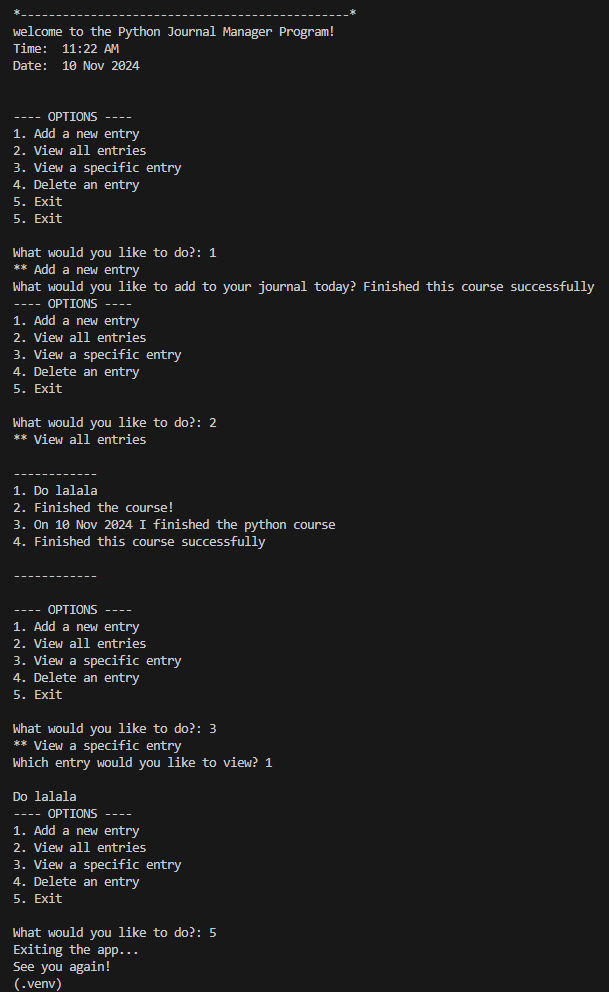 *-----------------------------------------------*
welcome to the Python Journal Manager Program!
Time:  11:22 AM
Date:  10 Nov 2024
---- OPTIONS ----
1. Add a new entry
2. View all entries
3. View a specific entry
4. Delete an entry
5. Exit
5. Exit
What would you like to do?: 1
** Add a new entry
What would you like to add to your journal today? Finished this course successfully
---- OPTIONS ----
1. Add a new entry
2. View all entries
3. View a specific entry
4. Delete an entry
5. Exit
What would you like to do?: 2
** View all entries
------------
1. Do lalala
2. Finished the course!
3. On 10 Nov 2024 I finished the python course
4. Finished this course successfully
------------
---- OPTIONS ----
1. Add a new entry
2. View all entries
3. View a specific entry
4. Delete an entry
5. Exit
What would you like to do?: 3
** View a specific entry
Which entry would you like to view? 1
Do lalala
---- OPTIONS ----
1. Add a new entry
2. View all entries
3. View a specific entry
4. Delete an entry
5. Exit
What would you like to do?: 5
Exiting the app...
See you again!
(.venv)